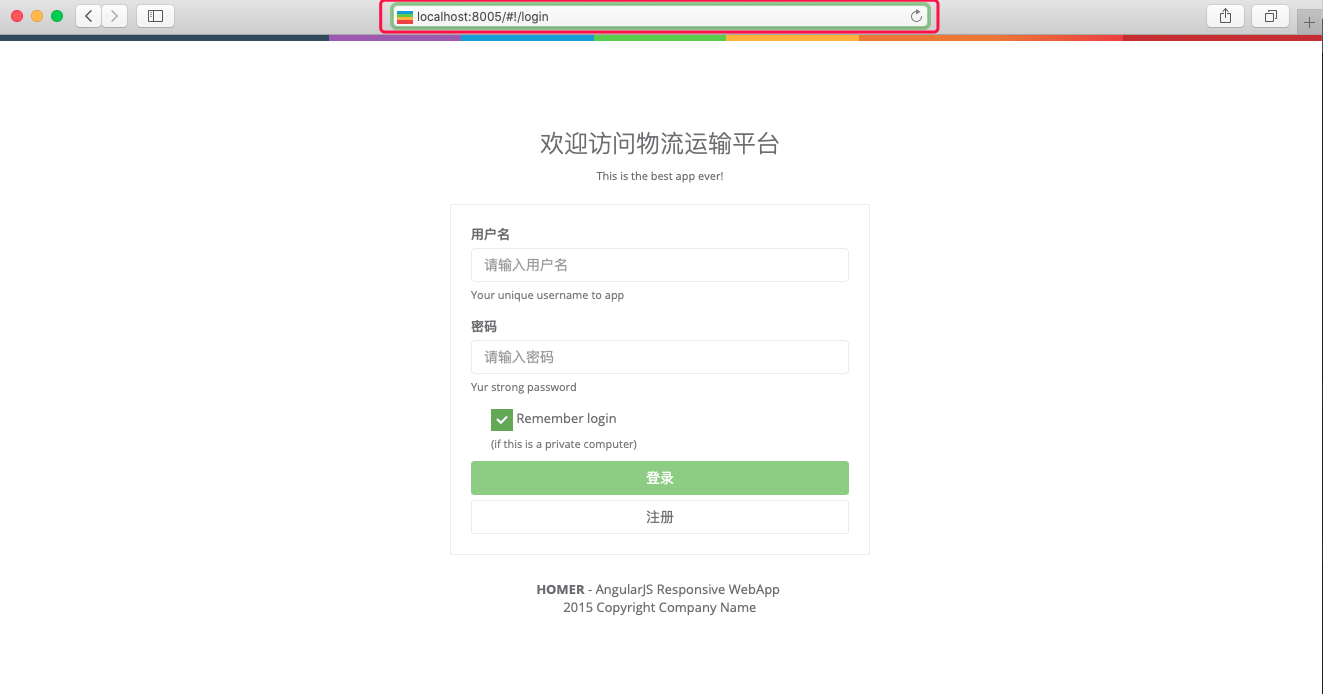 localhost:8005/#!/login
欢迎访问物流运输平台
This is the best app ever!
用户名
请输入用户名
Your unique username to app
密码
请输入密码
Yur strong password
Remember login
(if this is a private computer)
登录
注册
HOMER - AngularJS Responsive WebApp
2015 Copyright Company Name